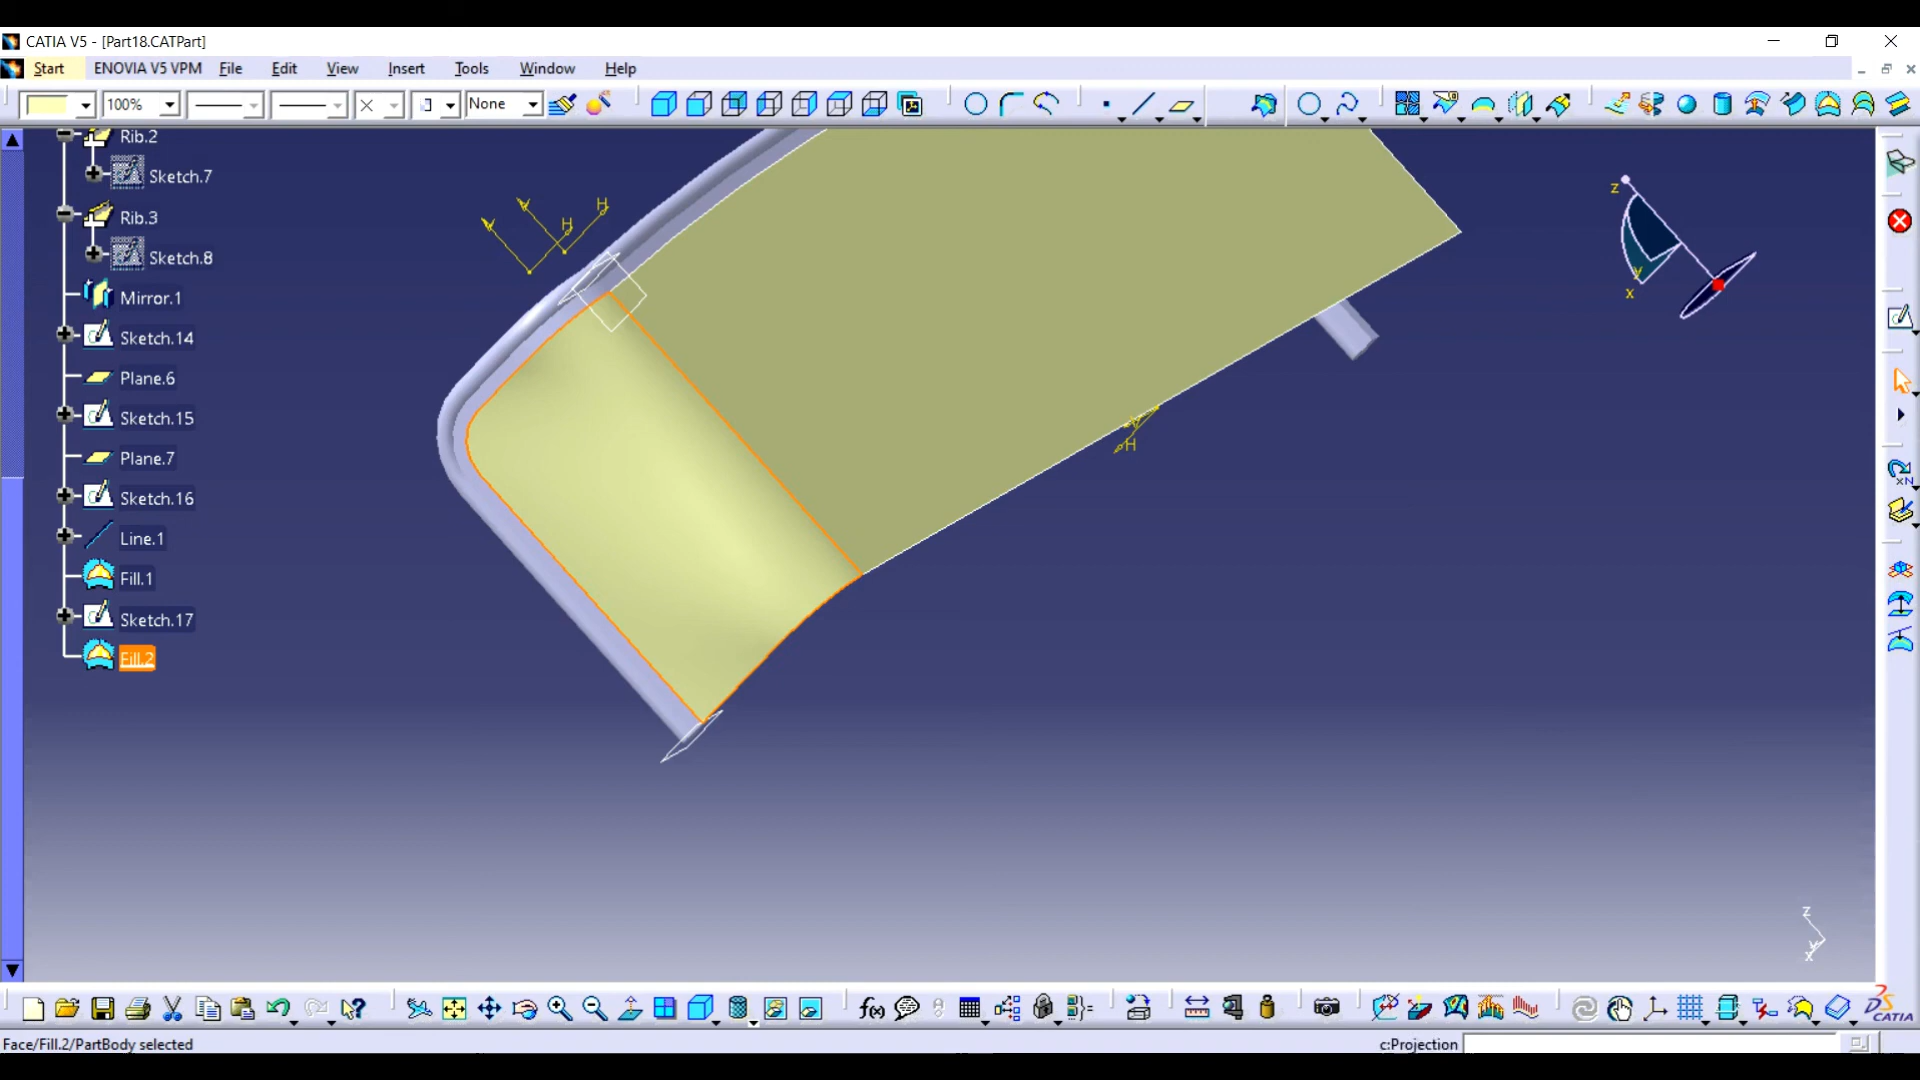 CATIA V5 - [Part18.CATPart]
Start ENOVIA V5 VPM File Edit View Insert Tools Window Help
100% None
Rib.2
Sketch.7
Rib.3
Sketch.8
Mirror.1
Sketch.14
Plane.6
Sketch.15
Plane.7
Sketch.16
Line.1
Fill.1
Sketch.17
Fill.2
V V H H
V H
z
y
x
z
y
x
f(x)
CATIA
Face/Fill.2/PartBody selected c:Projection